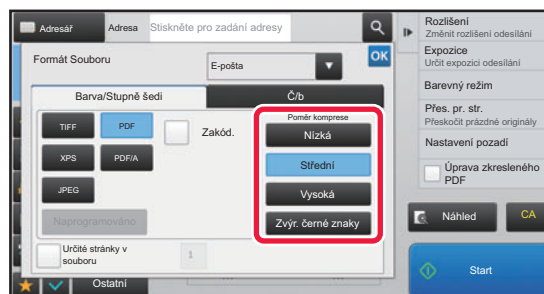 Adresář
Adresa
Stiskněte pro zadání adresy
Formát Souboru
E-pošta
OK
Barva/Stupně šedi
Č/b
TIFF
PDF
Zakód.
XPS
PDF/A
JPEG
Naprogramováno
Poměr komprese
Nízká
Střední
Vysoká
Zvýr. černé znaky
Určité stránky v
souboru
1
Ostatní
Rozlišení
Změnit rozlišení odesílání
Expozice
Určit expozici odesílání
Barevný režim
Přes. pr. str.
Přeskočit prázdné originály
Nastavení pozadí
Úprava zkresleného
PDF
Náhled
CA
Start